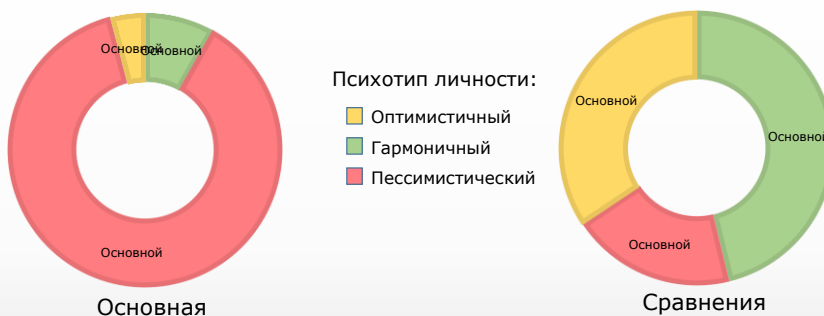 Основной
Основной
Основной
Основная
Психотип личности:
Оптимистичный
Гармоничный
Пессимистический
Основной
Основной
Основной
Сравнения